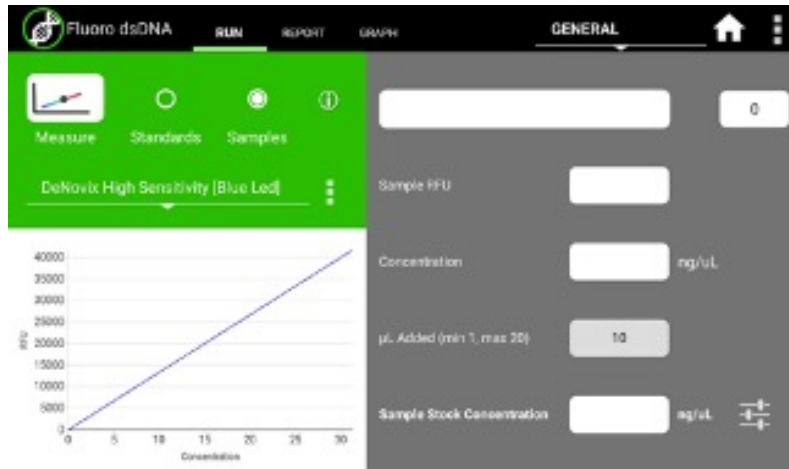 Fluoro dsDNA RUN REPORT GRAPH GENERAL
Measure Standards Samples
DeNovix High Sensitivity [Blue Led]
0
Sample RFU
Concentration ng/uL
µL Added (min 1, max 20) 10
Sample Stock Concentration ng/uL
40000
35000
30000
25000
20000
15000
10000
5000
0
RFU
0 5 10 15 20 25 30
Concentration